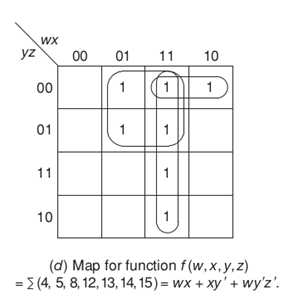 wx
yz
00 01 11 10
00 1 1 1
01 1 1
11 1
10 1
(d) Map for function f (w, x, y, z)
= ∑(4, 5, 8, 12, 13, 14, 15) = wx + xy′ + wy′z′.